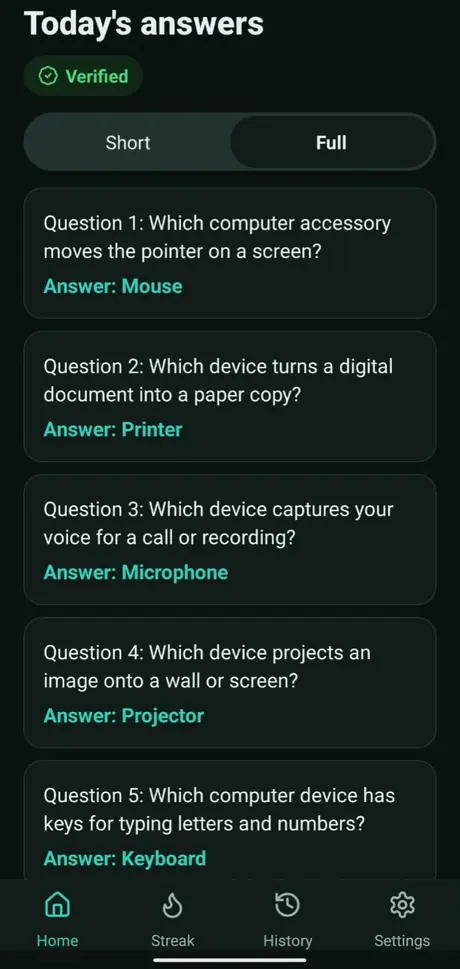 Today's answers
Verified
Short
Full
Question 1: Which computer accessory
moves the pointer on a screen?
Answer: Mouse
Question 2: Which device turns a digital
document into a paper copy?
Answer: Printer
Question 3: Which device captures your
voice for a call or recording?
Answer: Microphone
Question 4: Which device projects an
image onto a wall or screen?
Answer: Projector
Question 5: Which computer device has
keys for typing letters and numbers?
Answer: Keyboard
Home
Streak
History
Settings